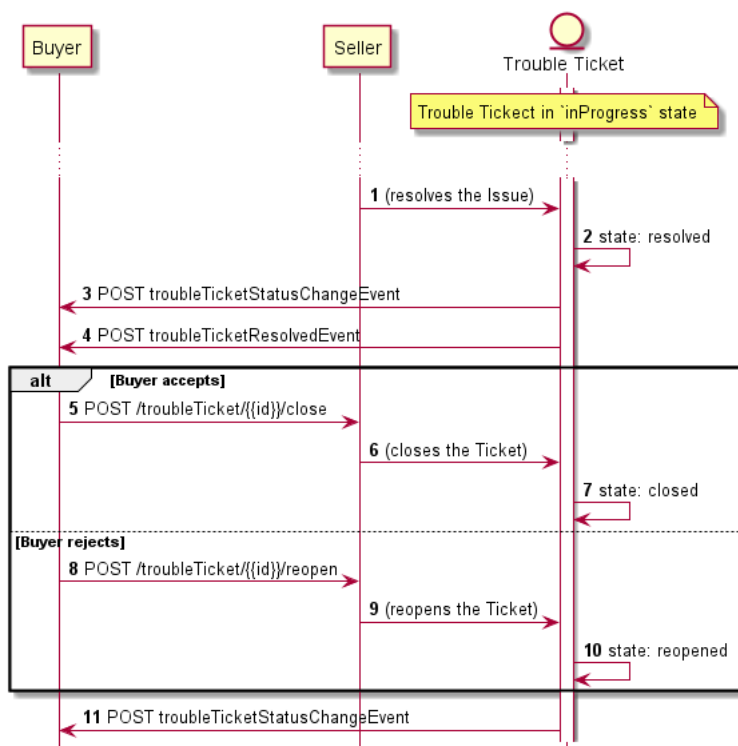 Buyer
Seller
Trouble Ticket
Trouble Tickect in `inProgress` state
1 (resolves the Issue)
2 state: resolved
3 POST troubleTicketStatusChangeEvent
4 POST troubleTicketResolvedEvent
alt [Buyer accepts]
5 POST /troubleTicket/{{id}}/close
6 (closes the Ticket)
7 state: closed
[Buyer rejects]
8 POST /troubleTicket/{{id}}/reopen
9 (reopens the Ticket)
10 state: reopened
11 POST troubleTicketStatusChangeEvent